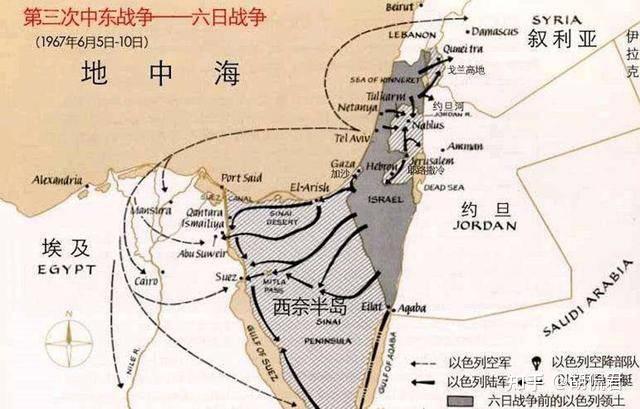 第三次中东战争——六日战争
(1967年6月5日-10日)
地中海
Beirut
LEBANON
SYRIA
Damascus
叙利亚
伊拉克
Quneitra
戈兰高地
SEA OF KINNERET
Tulkarm
Netanya
约旦河
JORDAN R.
Nablus
Tel Aviv
Amman
Jerusalem
耶路撒冷
Gaza
加沙
Hebron
DEAD SEA
ISRAEL
约旦
JORDAN
Alexandria
Port Said
El-Arish
SUEZ CANAL
Mansura
Qantara
Ismailiya
SINAI DESERT
Abu Suweir
埃及
EGYPT
Cairo
Suez
MITLA PASS
西奈半岛
SINAI
PENINSULA
Eilat
Aqaba
SAUDI ARABIA
N
NILE R.
GULF OF SUEZ
GULF OF AQABA
以色列空军
以色列空降部队
以色列陆军
以色列
艇
六日战争前的以色列领土
知乎